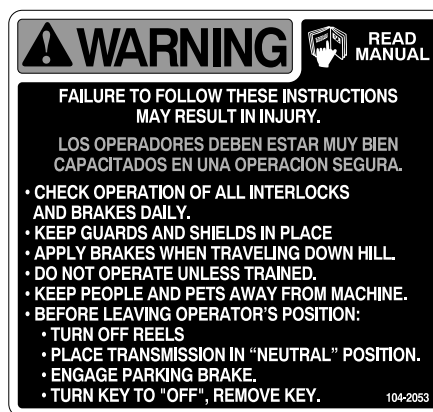 WARNING
READ
MANUAL
FAILURE TO FOLLOW THESE INSTRUCTIONS
MAY RESULT IN INJURY.
LOS OPERADORES DEBEN ESTAR MUY BIEN
CAPACITADOS EN UNA OPERACION SEGURA.
• CHECK OPERATION OF ALL INTERLOCKS
AND BRAKES DAILY.
• KEEP GUARDS AND SHIELDS IN PLACE
• APPLY BRAKES WHEN TRAVELING DOWN HILL.
• DO NOT OPERATE UNLESS TRAINED.
• KEEP PEOPLE AND PETS AWAY FROM MACHINE.
• BEFORE LEAVING OPERATOR'S POSITION:
• TURN OFF REELS
• PLACE TRANSMISSION IN “NEUTRAL” POSITION.
• ENGAGE PARKING BRAKE.
• TURN KEY TO "OFF", REMOVE KEY.
104-2053